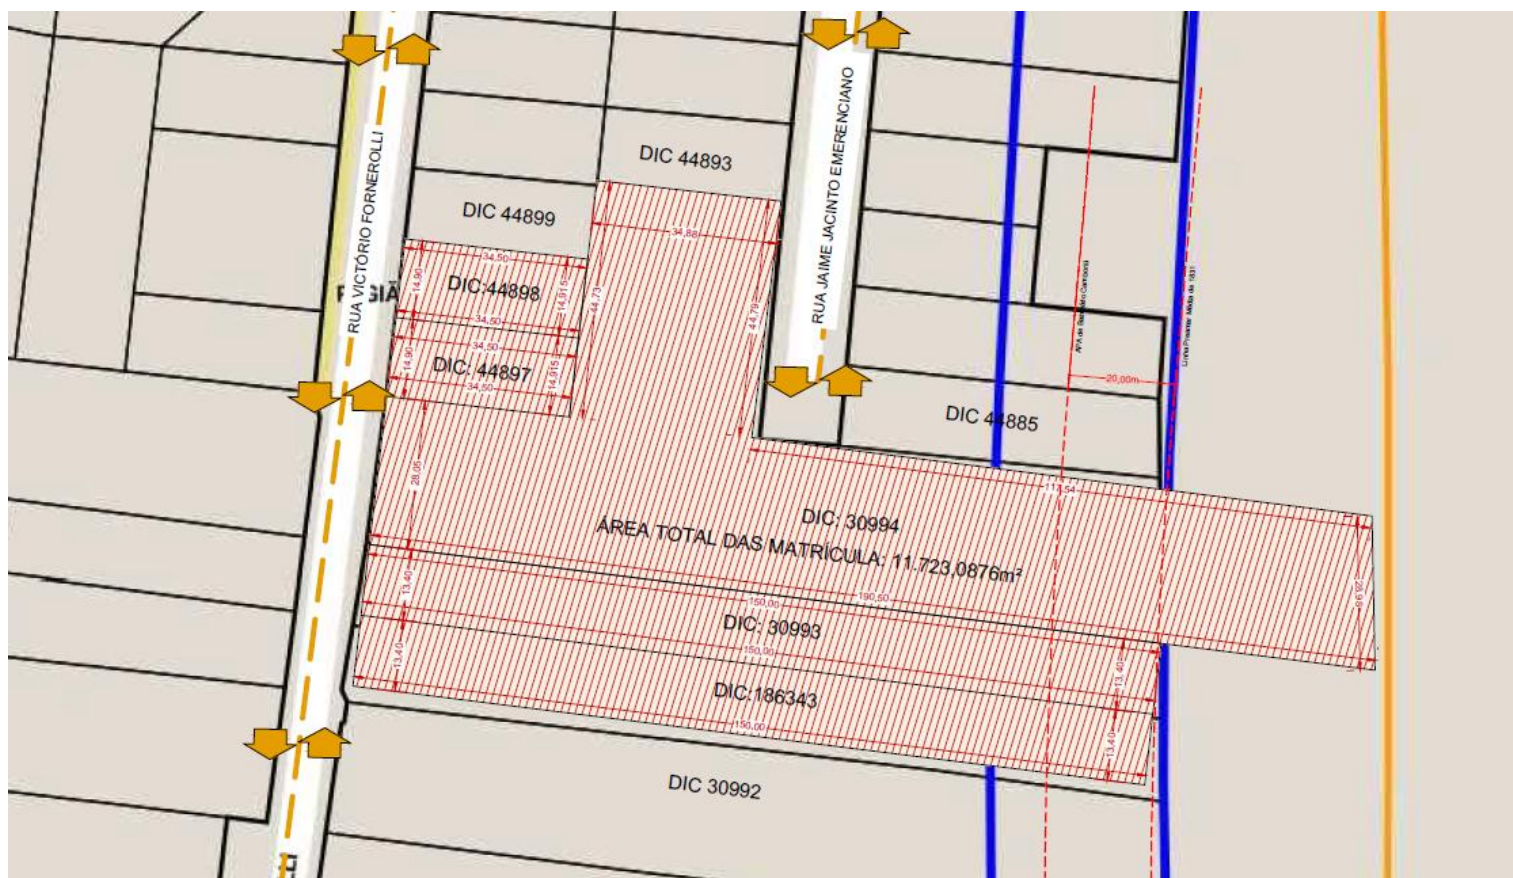 RUA VICTÓRIO FORNEROLLI
RUA JAIME JACINTO EMERENCIANO
DIC 44893
DIC 44899
34,88
34,50
14,90
DIC:44898
14,915
44,73
34,50
44,79
34,50
14,90
DIC: 44897
14,915
34,50
20,00m
DIC 44885
28,05
DIC: 30994
ÁREA TOTAL DAS MATRÍCULA: 11.723,0876m²
190,50
13,40
150,00
DIC: 30993
150,00
13,40
13,40
DIC:186343
150,00
13,40
DIC 30992